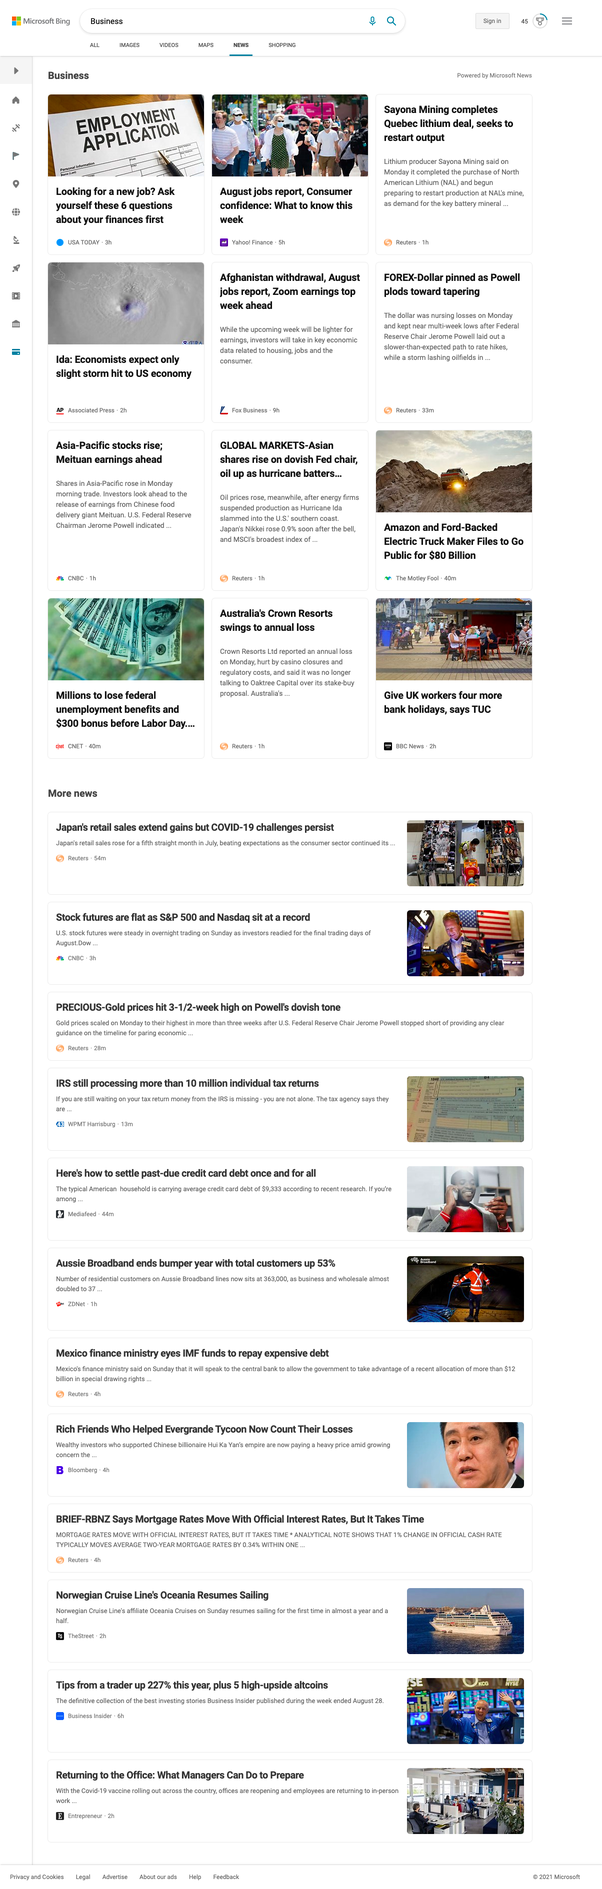 Microsoft Bing
Business
Sign in
45
ALL IMAGES VIDEOS MAPS NEWS SHOPPING
Business
Powered by Microsoft News
EMPLOYMENT
APPLICATION
Looking for a new job? Ask
yourself these 6 questions
about your finances first
USA TODAY · 3h
August jobs report, Consumer
confidence: What to know this
week
Yahoo! Finance · 5h
Sayona Mining completes
Quebec lithium deal, seeks to
restart output
Lithium producer Sayona Mining said on
Monday it completed the purchase of North
American Lithium (NAL) and begun
preparing to restart production at NAL's mine,
as demand for the key battery mineral ...
Reuters · 1h
Ida: Economists expect only
slight storm hit to US economy
AP Associated Press · 2h
Afghanistan withdrawal, August
jobs report, Zoom earnings top
week ahead
While the upcoming week will be lighter for
earnings, investors will take in key economic
data related to housing, jobs and the
consumer.
Fox Business · 9h
FOREX-Dollar pinned as Powell
plods toward tapering
The dollar was nursing losses on Monday
and kept near multi-week lows after Federal
Reserve Chair Jerome Powell laid out a
slower-than-expected path to rate hikes,
while a storm lashing oilfields in ...
Reuters · 33m
Asia-Pacific stocks rise;
Meituan earnings ahead
Shares in Asia-Pacific rose in Monday
morning trade. Investors look ahead to the
release of earnings from Chinese food
delivery giant Meituan. U.S. Federal Reserve
Chairman Jerome Powell indicated ...
CNBC · 1h
GLOBAL MARKETS-Asian
shares rise on dovish Fed chair,
oil up as hurricane batters...
Oil prices rose, meanwhile, after energy firms
suspended production as Hurricane Ida
slammed into the U.S.' southern coast.
Japan's Nikkei rose 0.9% soon after the bell,
and MSCI's broadest index of ...
Reuters · 1h
Amazon and Ford-Backed
Electric Truck Maker Files to Go
Public for $80 Billion
The Motley Fool · 40m
Millions to lose federal
unemployment benefits and
$300 bonus before Labor Day....
CNET · 40m
Australia's Crown Resorts
swings to annual loss
Crown Resorts Ltd reported an annual loss
on Monday, hurt by casino closures and
regulatory costs, and said it was no longer
talking to Oaktree Capital over its stake-buy
proposal. Australia's ...
Reuters · 1h
Give UK workers four more
bank holidays, says TUC
BBC News · 2h
More news
Japan's retail sales extend gains but COVID-19 challenges persist
Japan's retail sales rose for a fifth straight month in July, beating expectations as the consumer sector continued its ...
Reuters · 54m
Stock futures are flat as S&P 500 and Nasdaq sit at a record
U.S. stock futures were steady in overnight trading on Sunday as investors readied for the final trading days of
August.Dow ...
CNBC · 3h
PRECIOUS-Gold prices hit 3-1/2-week high on Powell's dovish tone
Gold prices scaled on Monday to their highest in more than three weeks after U.S. Federal Reserve Chair Jerome Powell stopped short of providing any clear
guidance on the timeline for paring economic ...
Reuters · 28m
IRS still processing more than 10 million individual tax returns
If you are still waiting on your tax return money from the IRS is missing - you are not alone. The tax agency says they
are ...
WPMT Harrisburg · 13m
Here's how to settle past-due credit card debt once and for all
The typical American household is carrying average credit card debt of $9,333 according to recent research. If you're
among ...
Mediafeed · 44m
Aussie Broadband ends bumper year with total customers up 53%
Number of residential customers on Aussie Broadband lines now sits at 363,000, as business and wholesale almost
doubled to 37 ...
ZDNet · 1h
Aussie
Broadband
Mexico finance ministry eyes IMF funds to repay expensive debt
Mexico's finance ministry said on Sunday that it will speak to the central bank to allow the government to take advantage of a recent allocation of more than $12
billion in special drawing rights ...
Reuters · 4h
Rich Friends Who Helped Evergrande Tycoon Now Count Their Losses
Wealthy investors who supported Chinese billionaire Hui Ka Yan's empire are now paying a heavy price amid growing
concern the ...
B Bloomberg · 4h
BRIEF-RBNZ Says Mortgage Rates Move With Official Interest Rates, But It Takes Time
MORTGAGE RATES MOVE WITH OFFICIAL INTEREST RATES, BUT IT TAKES TIME * ANALYTICAL NOTE SHOWS THAT 1% CHANGE IN OFFICIAL CASH RATE
TYPICALLY MOVES AVERAGE TWO-YEAR MORTGAGE RATES BY 0.34% WITHIN ONE ...
Reuters · 4h
Norwegian Cruise Line's Oceania Resumes Sailing
Norwegian Cruise Line's affiliate Oceania Cruises on Sunday resumes sailing for the first time in almost a year and a
half.
TheStreet · 2h
Tips from a trader up 227% this year, plus 5 high-upside altcoins
The definitive collection of the best investing stories Business Insider published during the week ended August 28.
Business Insider · 6h
Returning to the Office: What Managers Can Do to Prepare
With the Covid-19 vaccine rolling out across the country, offices are reopening and employees are returning to in-person
work ...
E Entrepreneur · 2h
Privacy and Cookies Legal Advertise About our ads Help Feedback © 2021 Microsoft